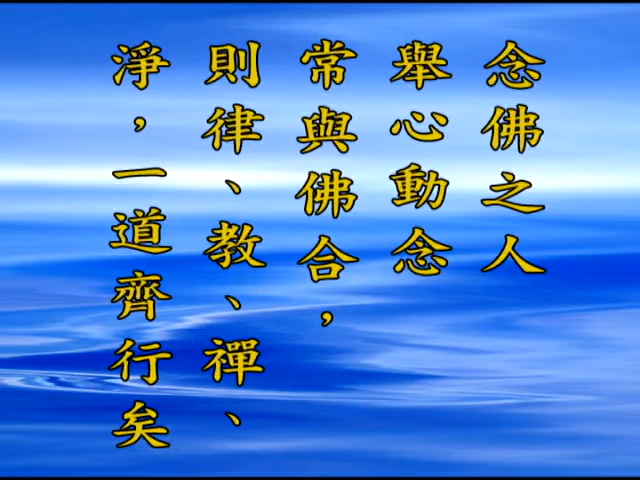 念佛之人
舉心動念
常與佛合，
則律、教、禪、
淨，一道齊行矣